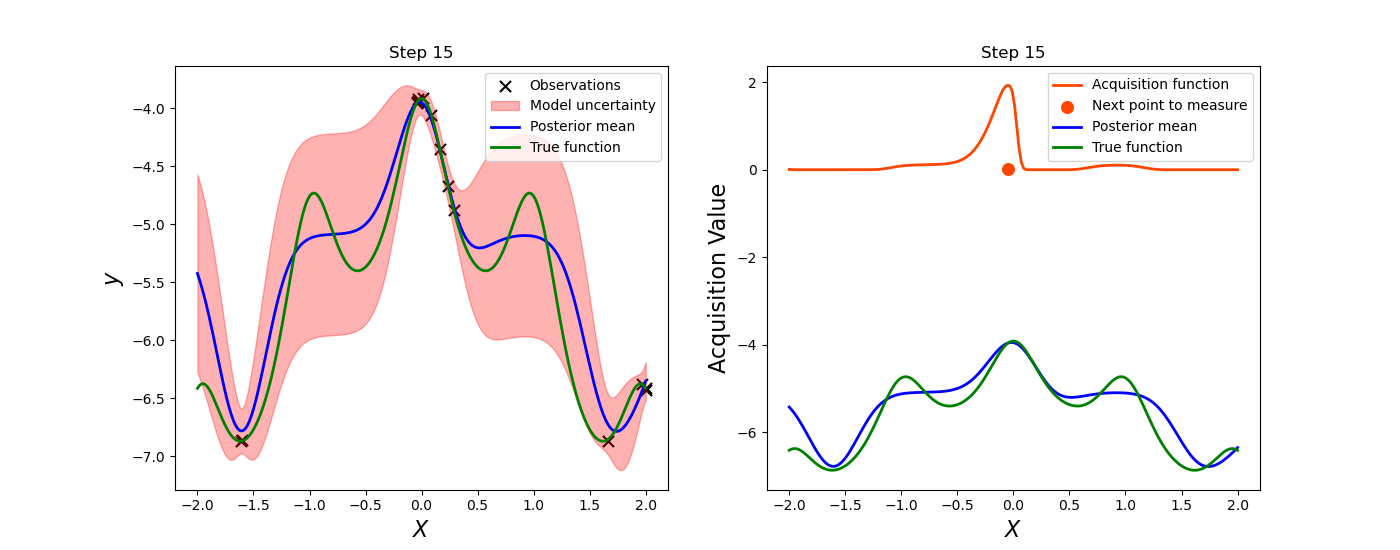 Step 15
Observations
Model uncertainty
Posterior mean
True function
y
−4.0
−4.5
−5.0
−5.5
−6.0
−6.5
−7.0
−2.0 −1.5 −1.0 −0.5 0.0 0.5 1.0 1.5 2.0
X
Step 15
Acquisition function
Next point to measure
Posterior mean
True function
Acquisition Value
2
0
−2
−4
−6
−2.0 −1.5 −1.0 −0.5 0.0 0.5 1.0 1.5 2.0
X